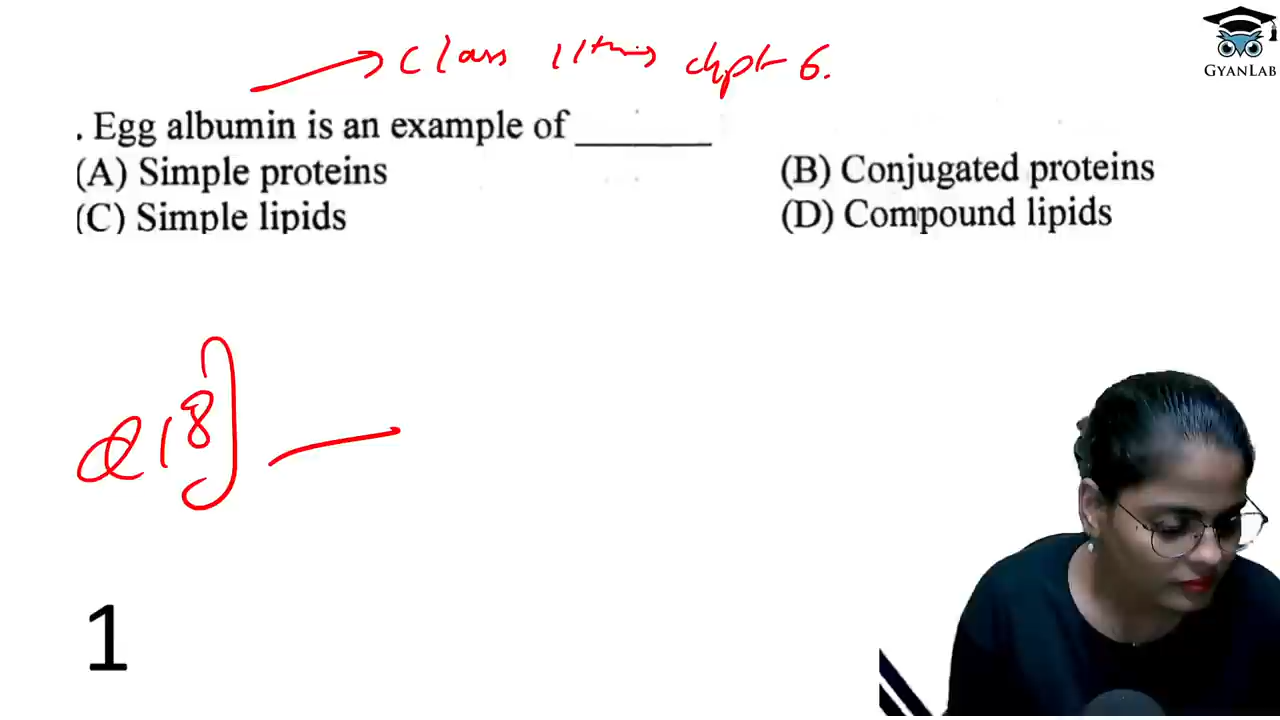 GYANLAB
Class 11th chpt 6.
. Egg albumin is an example of ________
(A) Simple proteins (B) Conjugated proteins
(C) Simple lipids (D) Compound lipids
Q18)
1